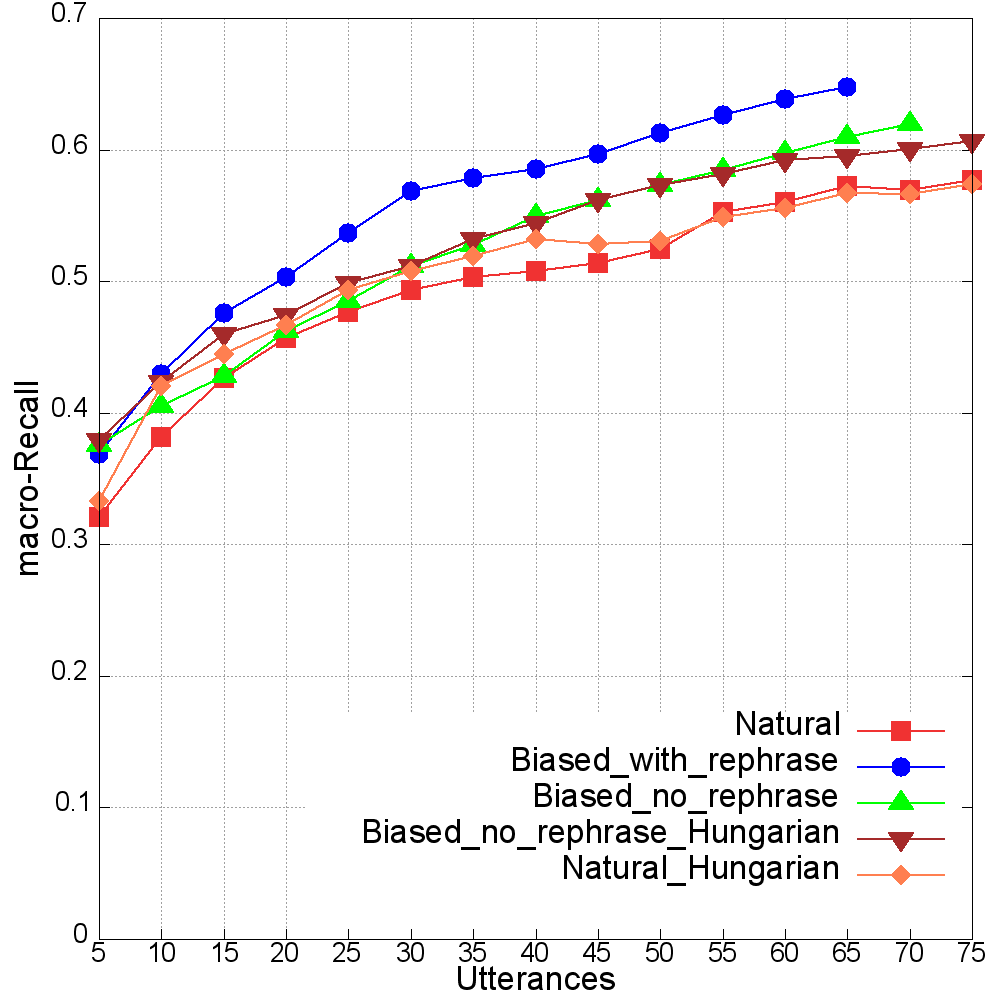 0.7
0.6
0.5
0.4
0.3
0.2
0.1
0
macro-Recall
Natural
Biased_with_rephrase
Biased_no_rephrase
Biased_no_rephrase_Hungarian
Natural_Hungarian
5 10 15 20 25 30 35 40 45 50 55 60 65 70 75
Utterances